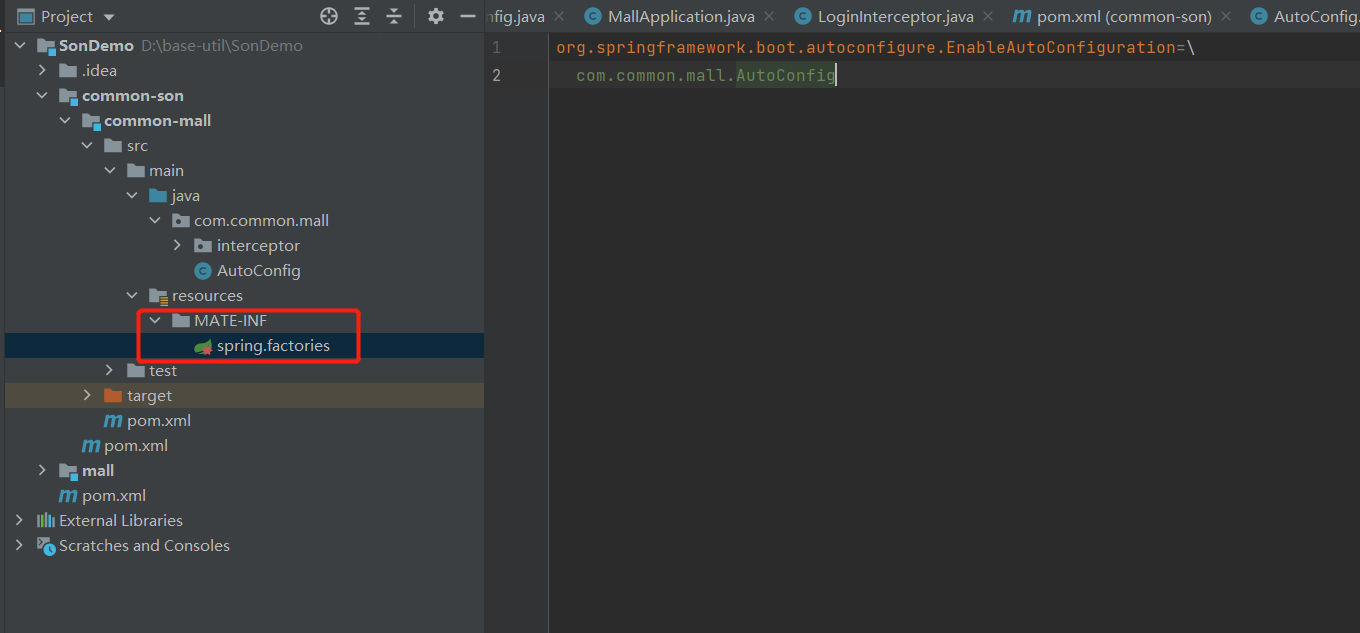 Project
nfig.java
MallApplication.java
LoginInterceptor.java
pom.xml (common-son)
AutoConfig.
SonDemo D:\base-util\SonDemo
.idea
common-son
common-mall
src
main
java
com.common.mall
interceptor
AutoConfig
resources
MATE-INF
spring.factories
test
target
pom.xml
pom.xml
mall
pom.xml
External Libraries
Scratches and Consoles
1 org.springframework.boot.autoconfigure.EnableAutoConfiguration=\
2 com.common.mall.AutoConfig